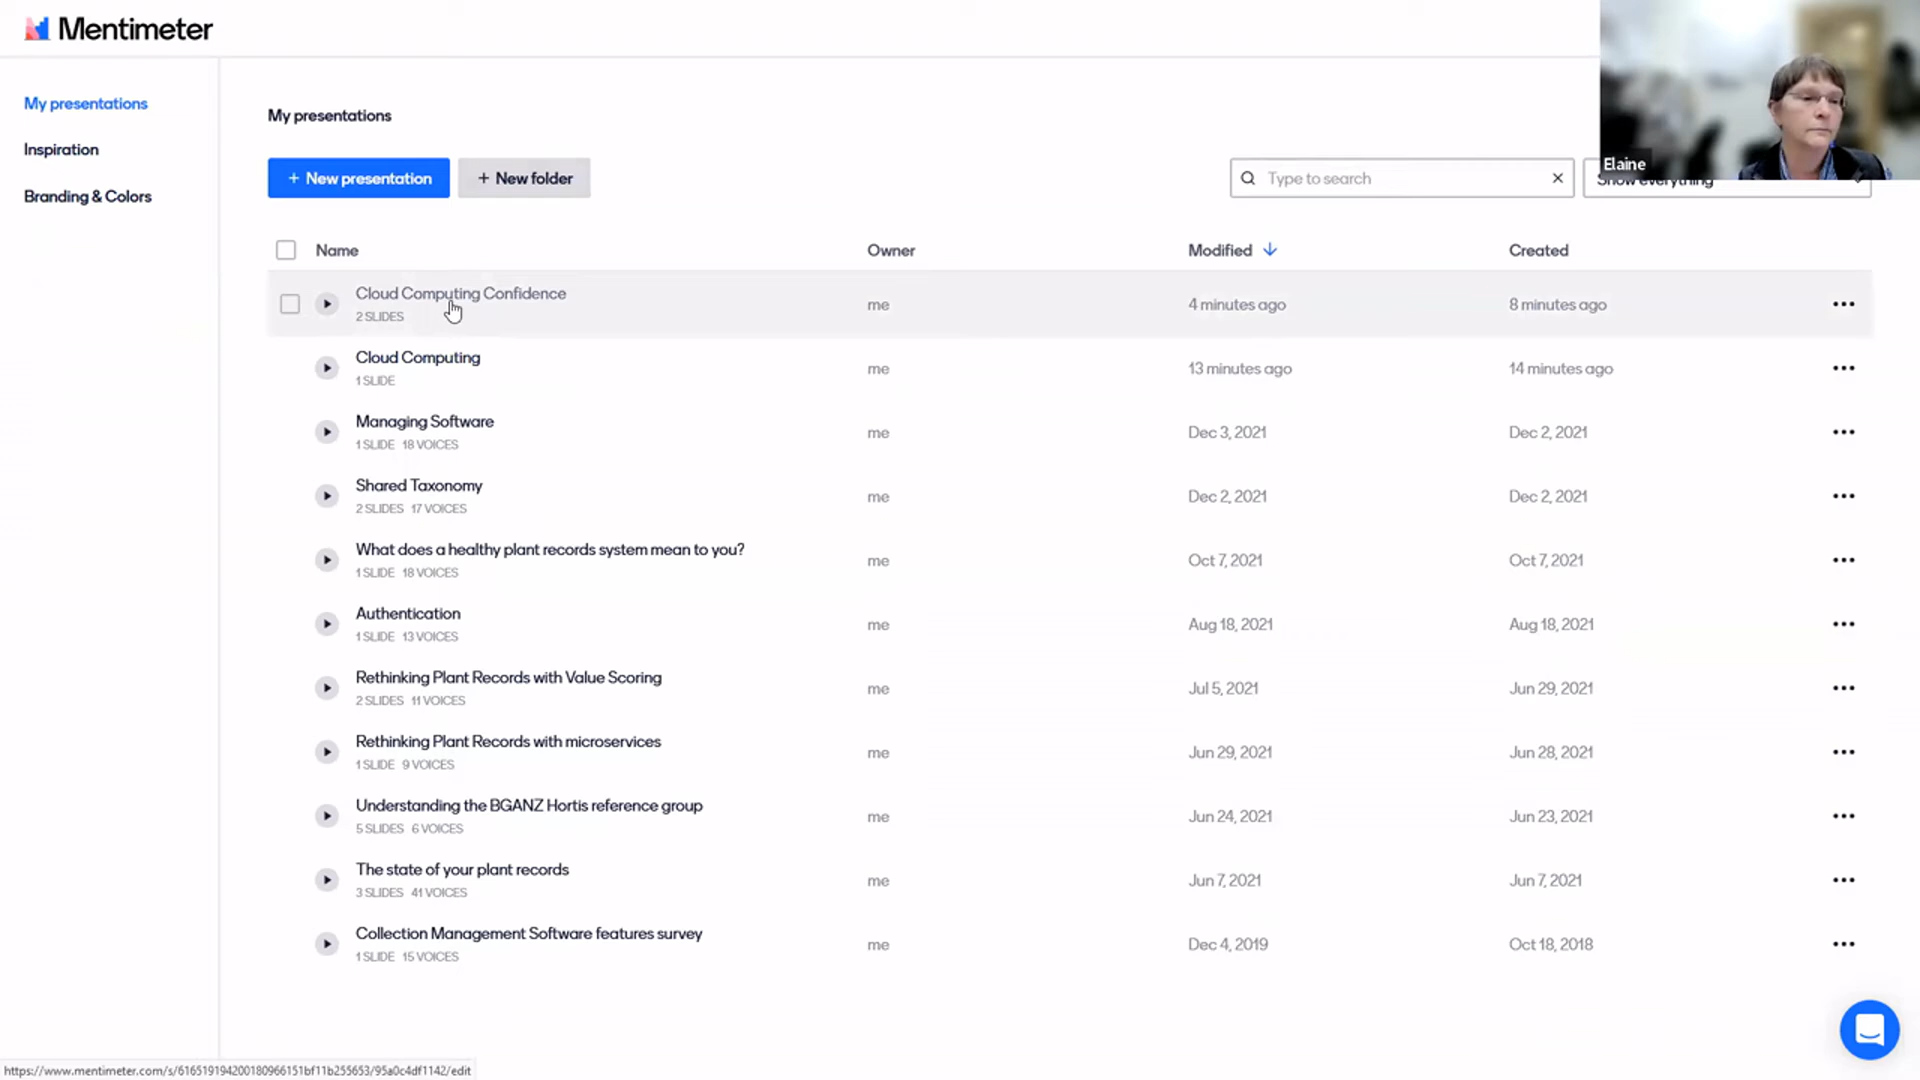 Mentimeter
Elaine
My presentations
Inspiration
Branding & Colors
My presentations
+ New presentation
+ New folder
Type to search
Show everything
Name Owner Modified Created
Cloud Computing Confidence
2 SLIDES
me 4 minutes ago 8 minutes ago
Cloud Computing
1 SLIDE
me 13 minutes ago 14 minutes ago
Managing Software
1 SLIDE 18 VOICES
me Dec 3, 2021 Dec 2, 2021
Shared Taxonomy
2 SLIDES 17 VOICES
me Dec 2, 2021 Dec 2, 2021
What does a healthy plant records system mean to you?
1 SLIDE 18 VOICES
me Oct 7, 2021 Oct 7, 2021
Authentication
1 SLIDE 13 VOICES
me Aug 18, 2021 Aug 18, 2021
Rethinking Plant Records with Value Scoring
2 SLIDES 11 VOICES
me Jul 5, 2021 Jun 29, 2021
Rethinking Plant Records with microservices
1 SLIDE 9 VOICES
me Jun 29, 2021 Jun 28, 2021
Understanding the BGANZ Hortis reference group
5 SLIDES 6 VOICES
me Jun 24, 2021 Jun 23, 2021
The state of your plant records
3 SLIDES 41 VOICES
me Jun 7, 2021 Jun 7, 2021
Collection Management Software features survey
1 SLIDE 15 VOICES
me Dec 4, 2019 Oct 18, 2018
https://www.mentimeter.com/s/616519194200180966151bf11b255653/95a0c4df1142/edit